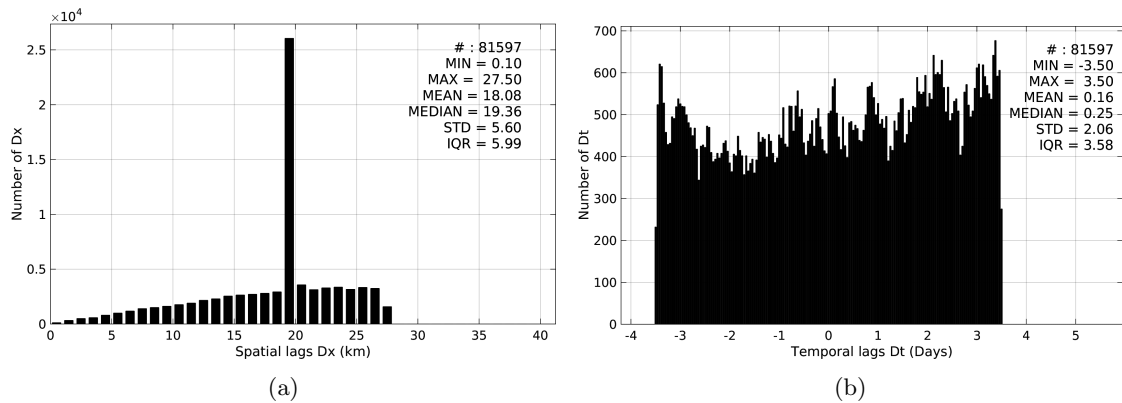 ×10⁴
2.5
2
1.5
1
0.5
0
0 5 10 15 20 25 30 35 40
Number of Dx
Spatial lags Dx (km)
# : 81597
MIN = 0.10
MAX = 27.50
MEAN = 18.08
MEDIAN = 19.36
STD = 5.60
IQR = 5.99
(a)
700
600
500
400
300
200
100
0
-4 -3 -2 -1 0 1 2 3 4 5
Number of Dt
Temporal lags Dt (Days)
# : 81597
MIN = -3.50
MAX = 3.50
MEAN = 0.16
MEDIAN = 0.25
STD = 2.06
IQR = 3.58
(b)